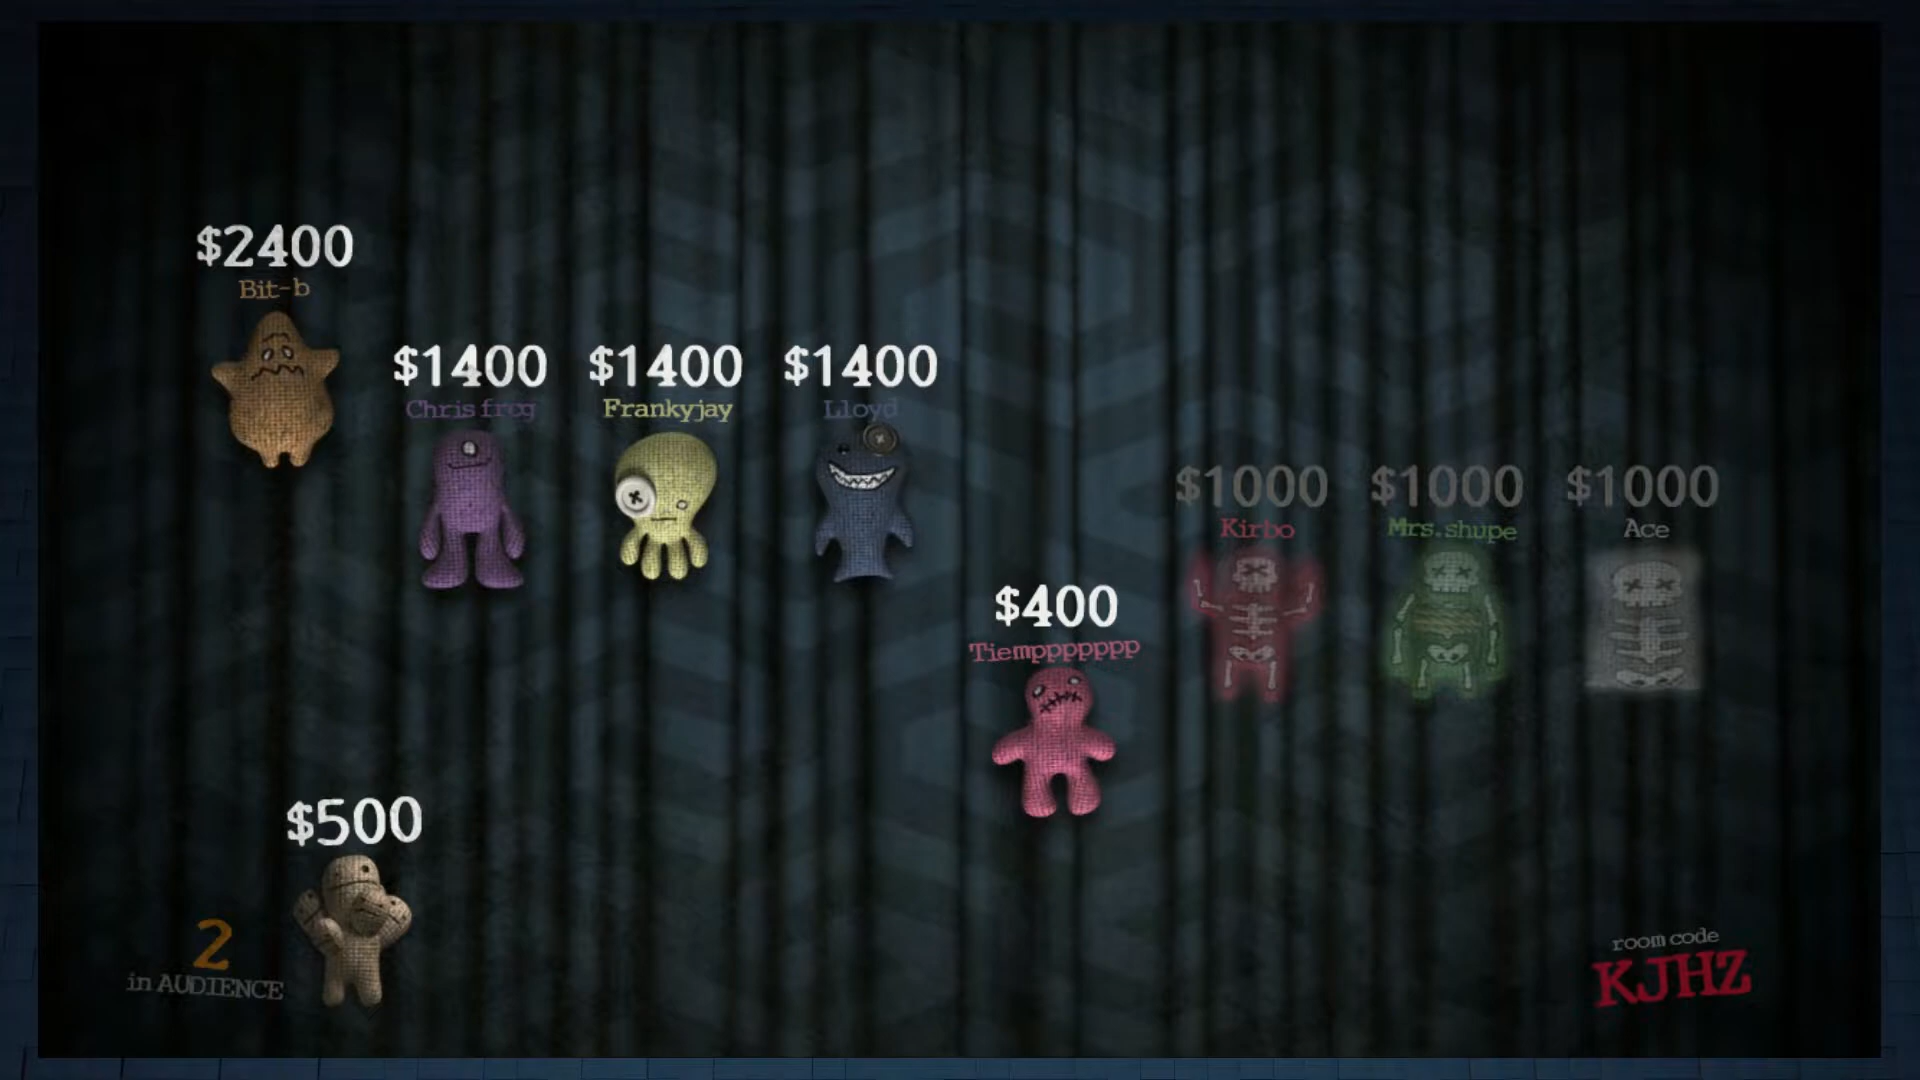 $2400
Bit-b
$1400 $1400 $1400
Chris frog Frankyjay Lloyd
$1000 $1000 $1000
Kirbo Mrs.shupe Ace
$400
Tiemppppppp
$500
2
in AUDIENCE
room code
KJHZ